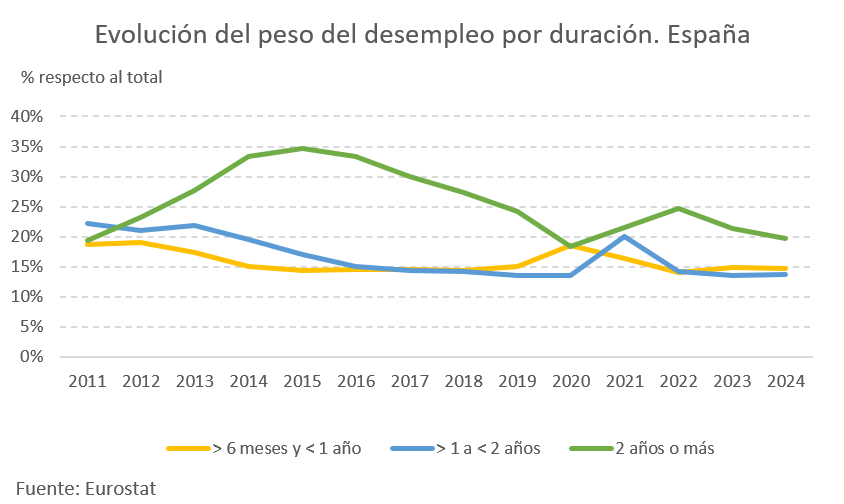 Evolución del peso del desempleo por duración. España
% respecto al total
40%
35%
30%
25%
20%
15%
10%
5%
0%
2011 2012 2013 2014 2015 2016 2017 2018 2019 2020 2021 2022 2023 2024
> 6 meses y < 1 año > 1 a < 2 años 2 años o más
Fuente: Eurostat